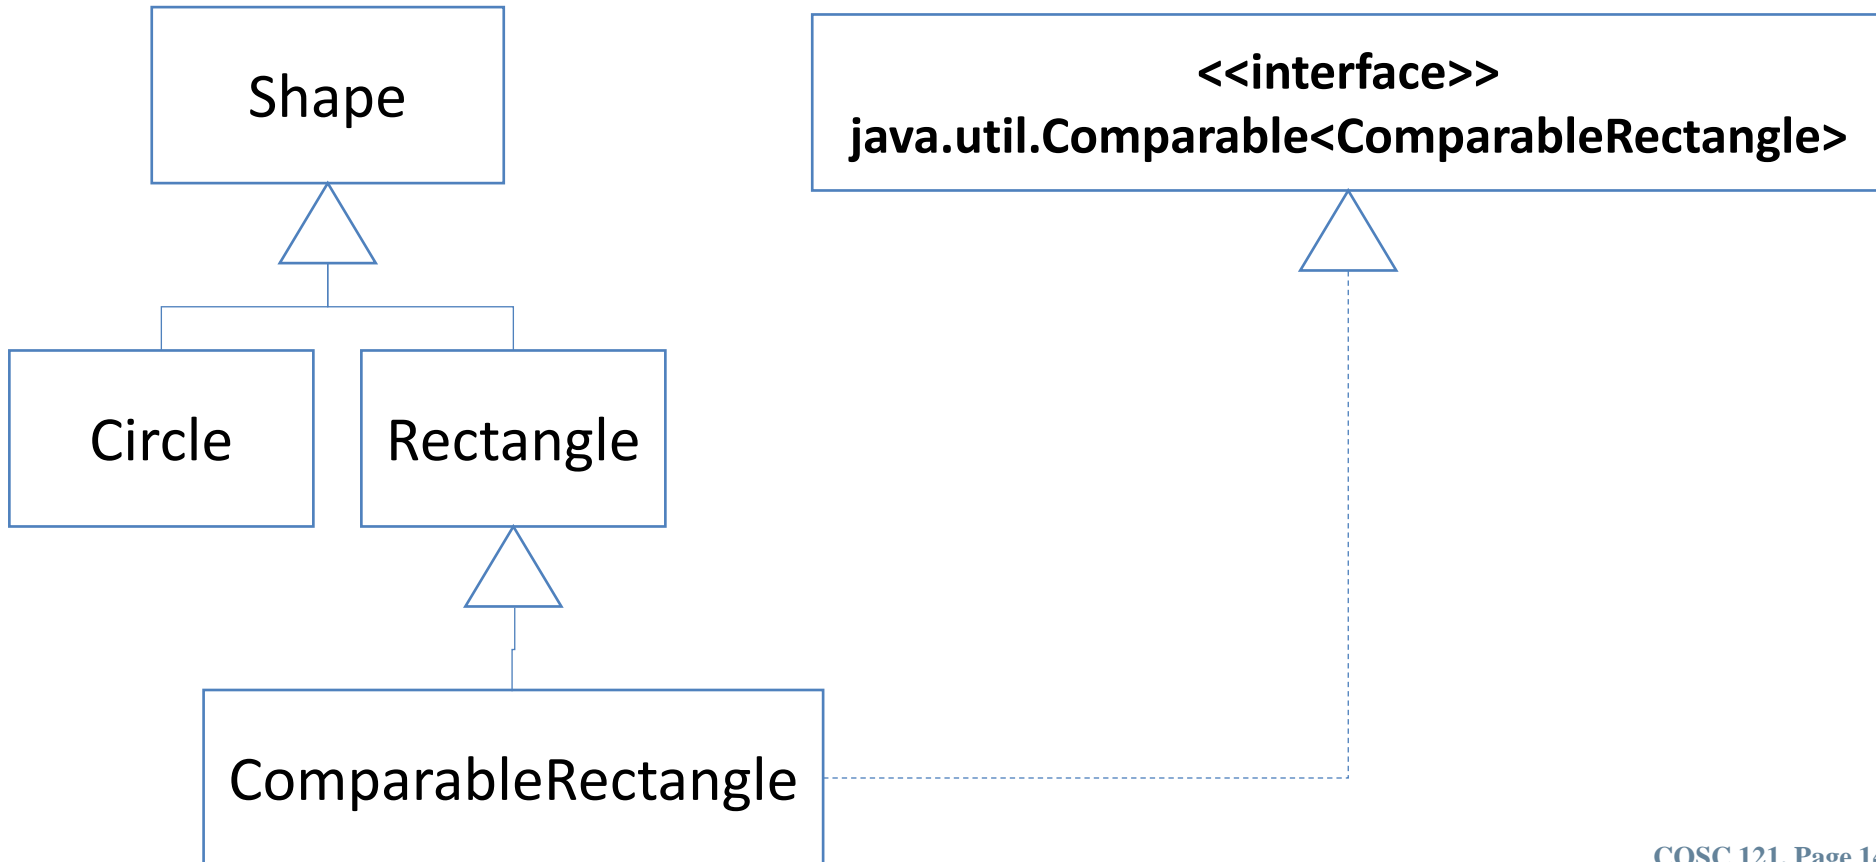 Shape
<<interface>>
java.util.Comparable<ComparableRectangle>
Circle
Rectangle
ComparableRectangle
COSC 121. Page